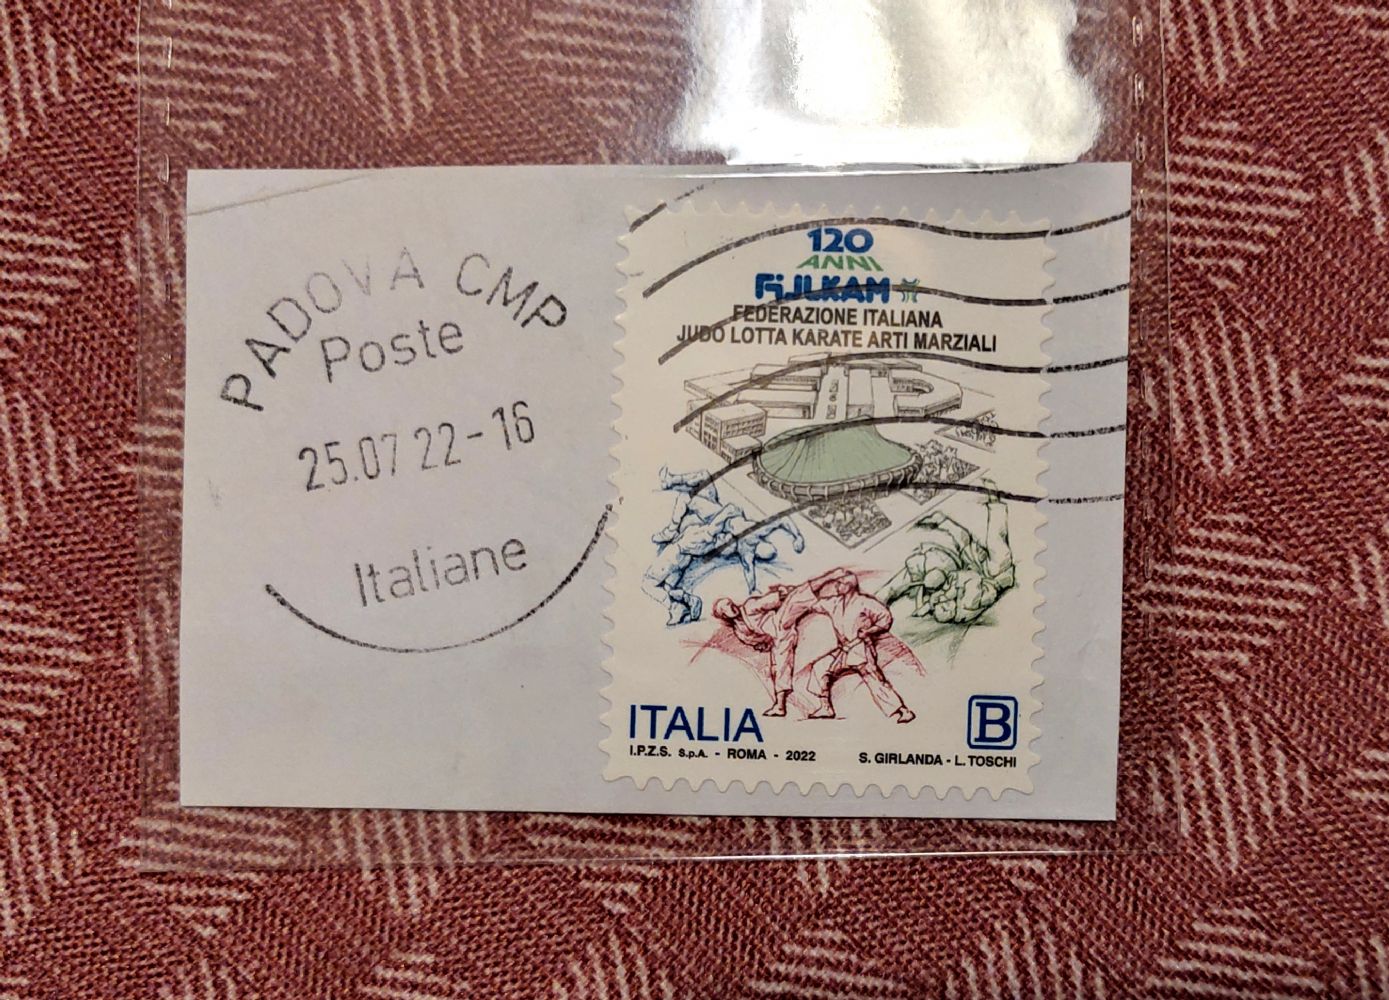 PADOVA CMP
Poste
25.07 22-16
Italiane
120
ANNI
FIJLKAM
FEDERAZIONE ITALIANA
JUDO LOTTA KARATE ARTI MARZIALI
ITALIA
B
I.P.Z.S. S.p.A. - ROMA - 2022
S. GIRLANDA - L. TOSCHI